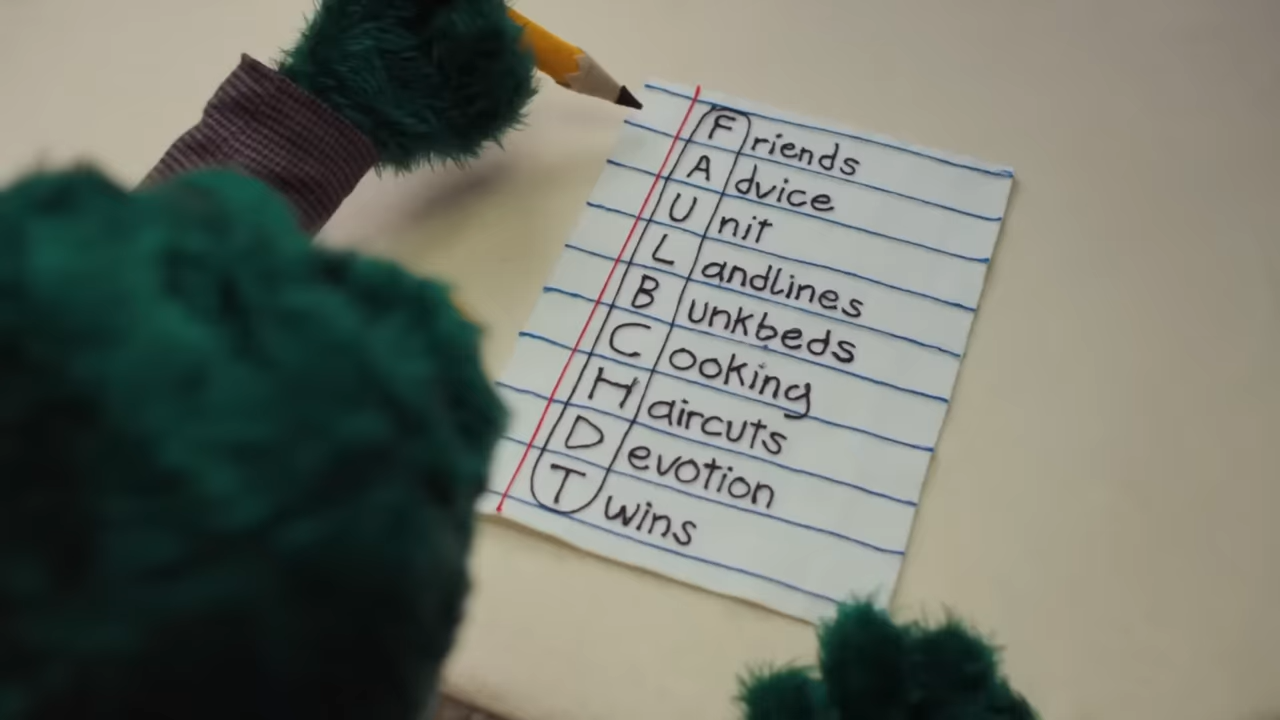 Friends
Advice
Unit
Landlines
Bunkbeds
Cooking
Haircuts
Devotion
Twins